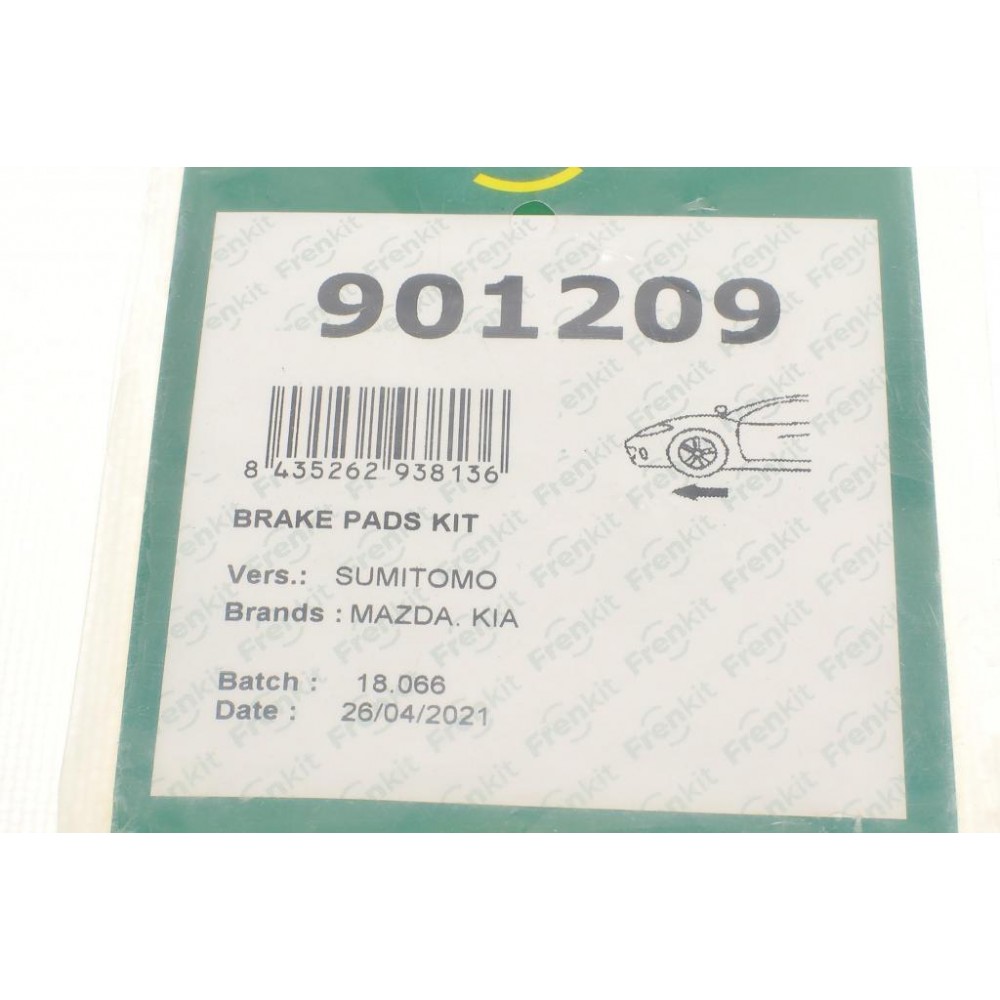 901209
8 435262 938136
BRAKE PADS KIT
Vers.: SUMITOMO
Brands : MAZDA. KIA
Batch : 18.066
Date : 26/04/2021
Frenkit